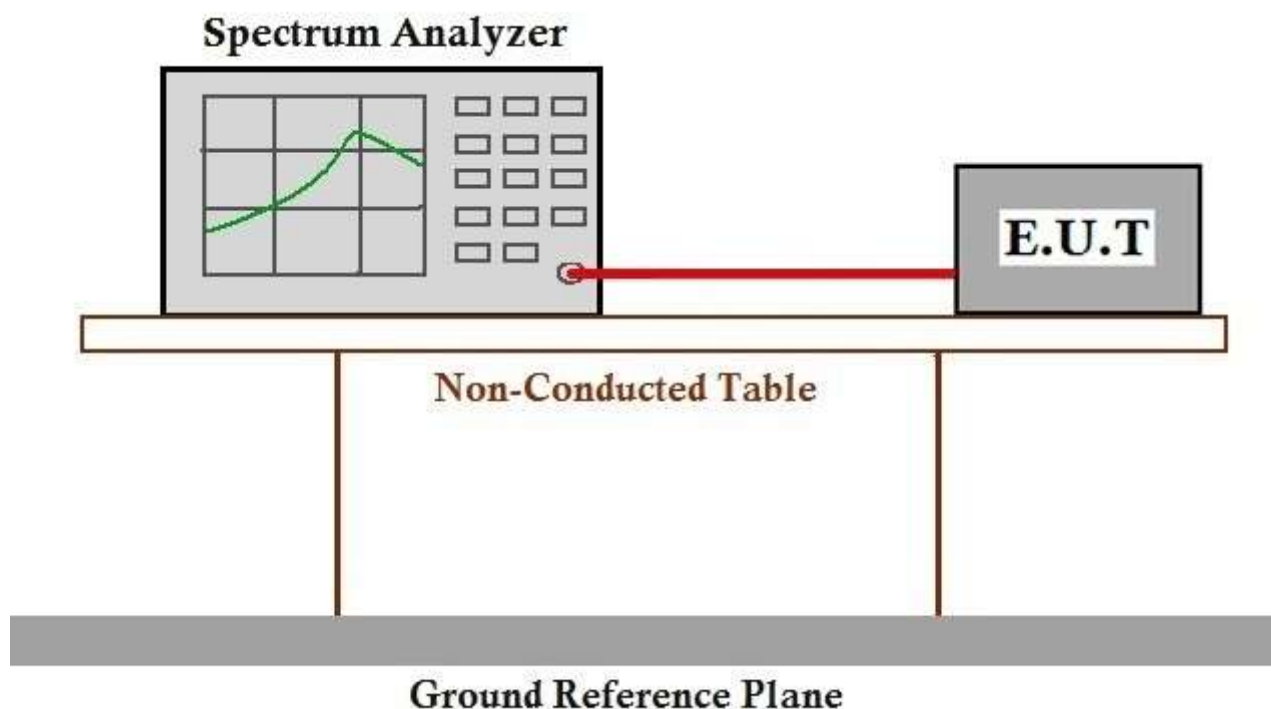 Spectrum Analyzer
E.U.T
Non-Conducted Table
Ground Reference Plane